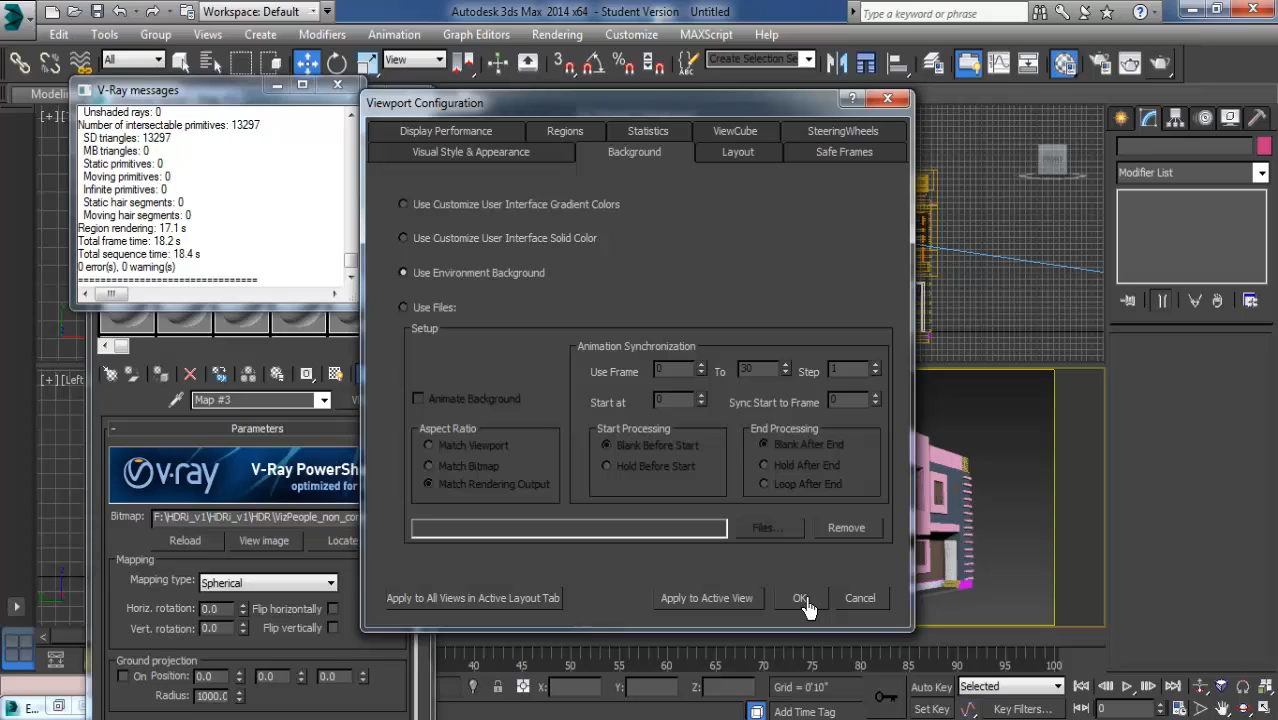 Workspace: Default
Autodesk 3ds Max 2014 x64 - Student Version Untitled
Type a keyword or phrase
Edit Tools Group Views Create Modifiers Animation Graph Editors Rendering Customize MAXScript Help
All
View
Create Selection Se
V-Ray messages
Unshaded rays: 0
Number of intersectable primitives: 13297
SD triangles: 13297
MB triangles: 0
Static primitives: 0
Moving primitives: 0
Infinite primitives: 0
Static hair segments: 0
Moving hair segments: 0
Region rendering: 17.1 s
Total frame time: 18.2 s
Total sequence time: 18.4 s
0 error(s), 0 warning(s)
==============================
Viewport Configuration
Display Performance Regions Statistics ViewCube SteeringWheels
Visual Style & Appearance Background Layout Safe Frames
Use Customize User Interface Gradient Colors
Use Customize User Interface Solid Color
Use Environment Background
Use Files:
Setup
Animation Synchronization
Use Frame 0 To 30 Step 1
Start at 0 Sync Start to Frame 0
Animate Background
Aspect Ratio
Match Viewport
Match Bitmap
Match Rendering Output
Start Processing
Blank Before Start
Hold Before Start
End Processing
Blank After End
Hold After End
Loop After End
Files... Remove
Apply to All Views in Active Layout Tab Apply to Active View OK Cancel
Modelin
[+]
[+][Left
FRONT
Modifier List
Map #3
Parameters
v·ray V-Ray PowerSh
optimized for
Bitmap: F:\HDRi_v1\HDRi_v1\HDR\VizPeople_non_co
Reload View image Locate
Mapping
Mapping type: Spherical
Horiz. rotation: 0.0 Flip horizontally
Vert. rotation: 0.0 Flip vertically
Ground projection
On Position: 0.0 0.0 0.0
Radius: 1000.0
40 45 50 55 60 65 70 75 80 85 90 95 100
X: Y: Z: Grid = 0'10"
Add Time Tag
Auto Key Selected
Set Key Key Filters...
0
E...